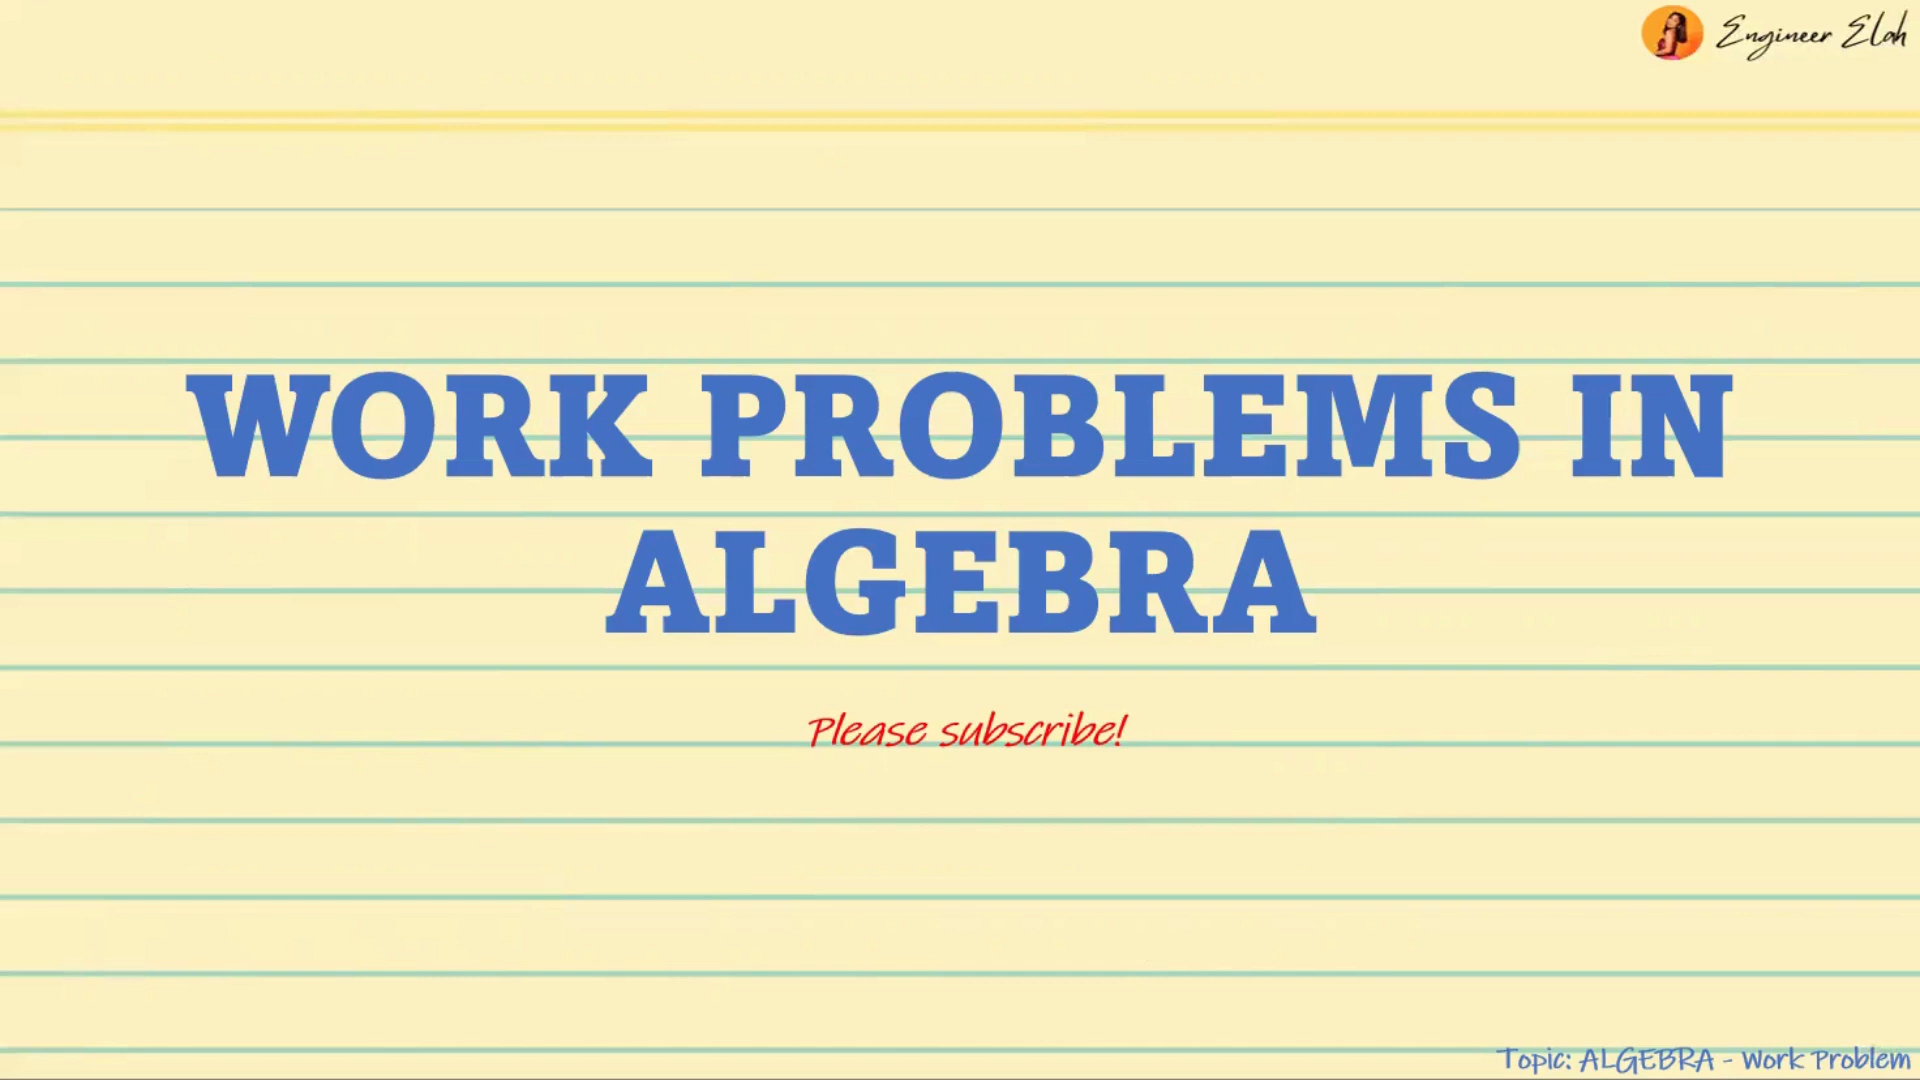 Engineer Elah
WORK PROBLEMS IN
ALGEBRA
Please subscribe!
Topic: ALGEBRA - Work Problem